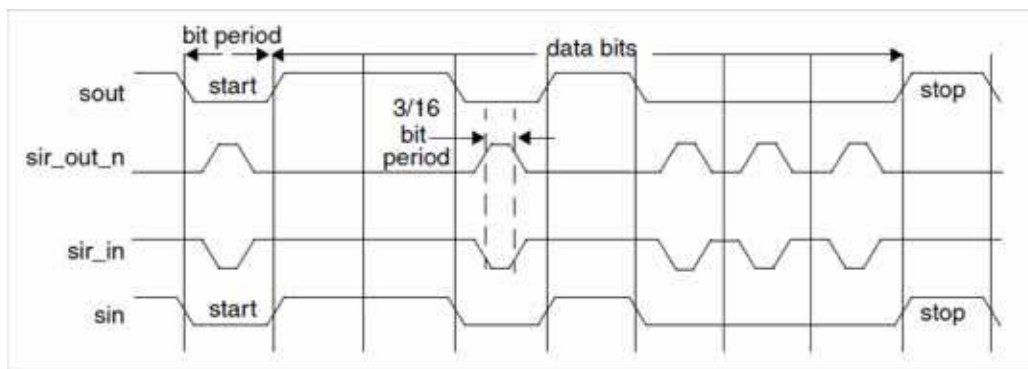 bit period
data bits
sout
start
stop
3/16
bit
period
sir_out_n
sir_in
sin
start
stop